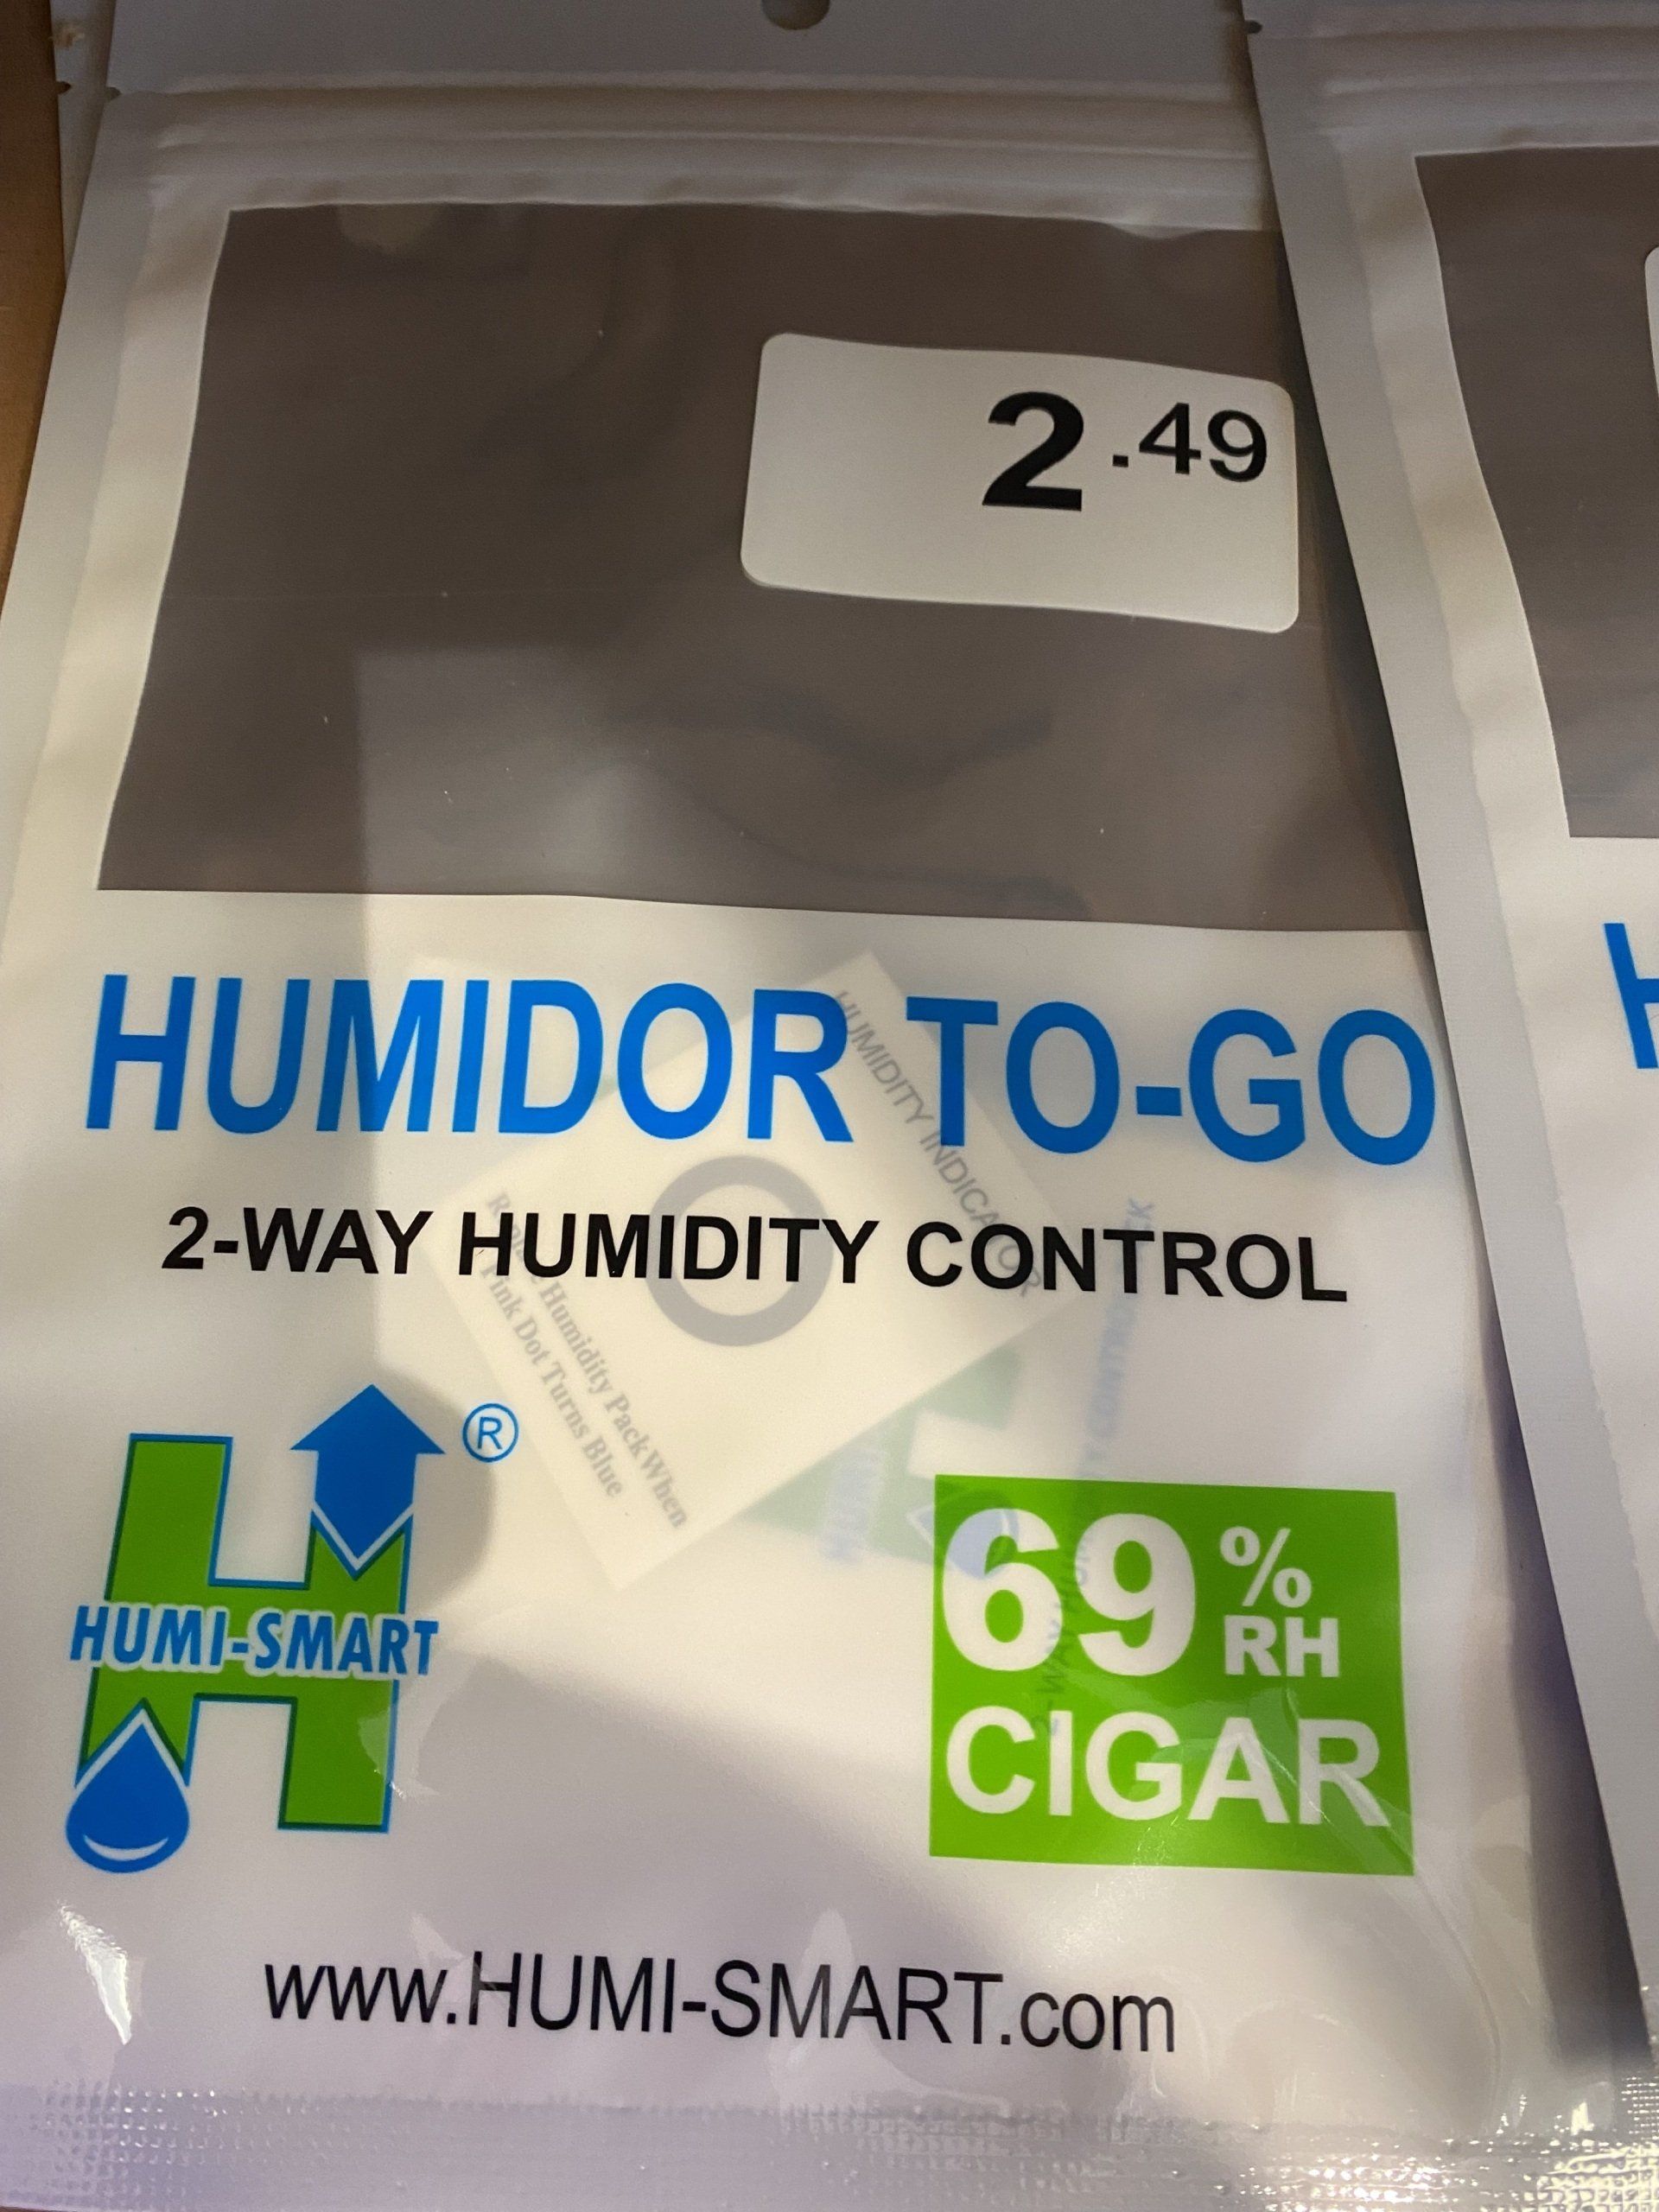 2.49
HUMIDOR TO-GO
HUMIDITY INDICATOR
2-WAY HUMIDITY CONTROL
Humidity Pack When
Pink Dot Turns Blue
®
HUMI-SMART
69% RH
CIGAR
www.HUMI-SMART.com
H